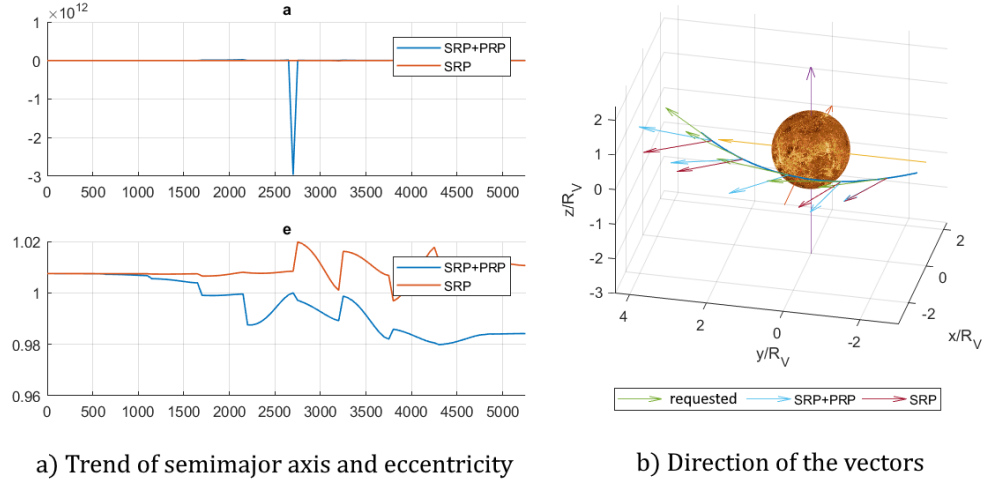 a
× 10^12
1
0
-1
-2
-3
SRP+PRP
SRP
0 500 1000 1500 2000 2500 3000 3500 4000 4500 5000
e
1.02
1
0.98
0.96
SRP+PRP
SRP
0 500 1000 1500 2000 2500 3000 3500 4000 4500 5000
a) Trend of semimajor axis and eccentricity
z/R_V
2
1
0
-1
-2
-3
4 2 0 -2
y/R_V
2
0
-2
x/R_V
requested SRP+PRP SRP
b) Direction of the vectors